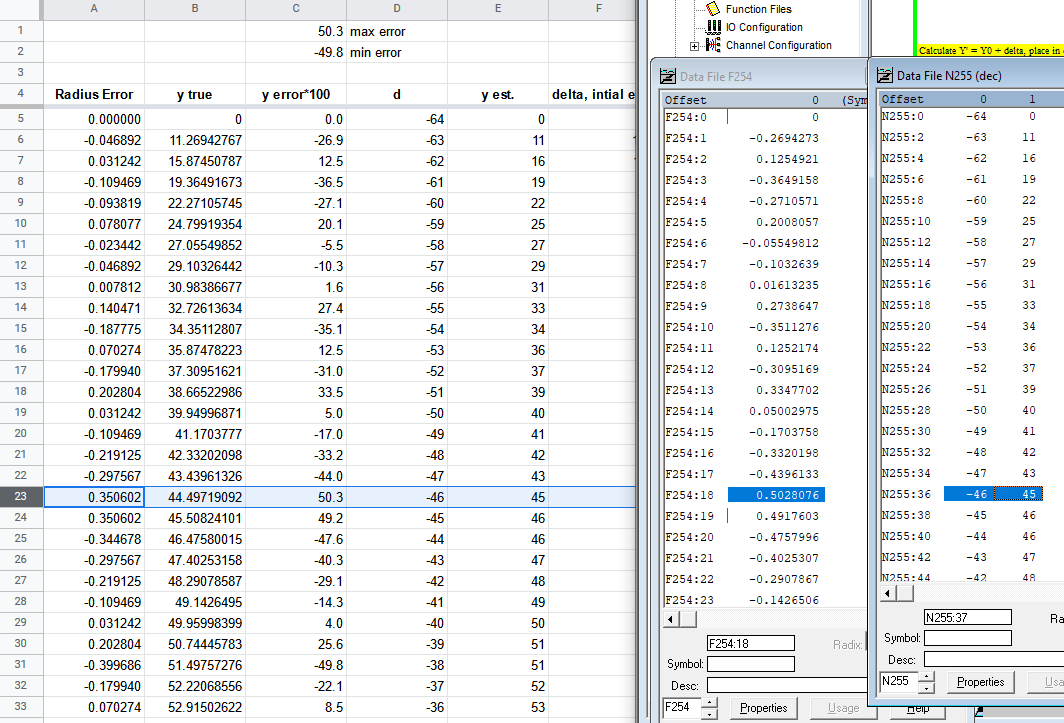 A B C D E F
1 50.3 max error
2 -49.8 min error
3
4 Radius Error y true y error*100 d y est. delta, intial e
5 0.000000 0 0.0 -64 0
6 -0.046892 11.26942767 -26.9 -63 11
7 0.031242 15.87450787 12.5 -62 16
8 -0.109469 19.36491673 -36.5 -61 19
9 -0.093819 22.27105745 -27.1 -60 22
10 0.078077 24.79919354 20.1 -59 25
11 -0.023442 27.05549852 -5.5 -58 27
12 -0.046892 29.10326442 -10.3 -57 29
13 0.007812 30.98386677 1.6 -56 31
14 0.140471 32.72613634 27.4 -55 33
15 -0.187775 34.35112807 -35.1 -54 34
16 0.070274 35.87478223 12.5 -53 36
17 -0.179940 37.30951621 -31.0 -52 37
18 0.202804 38.66522986 33.5 -51 39
19 0.031242 39.94996871 5.0 -50 40
20 -0.109469 41.1703777 -17.0 -49 41
21 -0.219125 42.33202098 -33.2 -48 42
22 -0.297567 43.43961326 -44.0 -47 43
23 0.350602 44.49719092 50.3 -46 45
24 0.350602 45.50824101 49.2 -45 46
25 -0.344678 46.47580015 -47.6 -44 46
26 -0.297567 47.40253158 -40.3 -43 47
27 -0.219125 48.29078587 -29.1 -42 48
28 -0.109469 49.1426495 -14.3 -41 49
29 0.031242 49.95998399 4.0 -40 50
30 0.202804 50.74445783 25.6 -39 51
31 -0.399686 51.49757276 -49.8 -38 51
32 -0.179940 52.22068556 -22.1 -37 52
33 0.070274 52.91502622 8.5 -36 53
Function Files
IO Configuration
Channel Configuration
Calculate Y' = Y0 + delta, place in
Data File F254
Offset 0 (Sym
F254:0 0
F254:1 -0.2694273
F254:2 0.1254921
F254:3 -0.3649158
F254:4 -0.2710571
F254:5 0.2008057
F254:6 -0.05549812
F254:7 -0.1032639
F254:8 0.01613235
F254:9 0.2738647
F254:10 -0.3511276
F254:11 0.1252174
F254:12 -0.3095169
F254:13 0.3347702
F254:14 0.05002975
F254:15 -0.1703758
F254:16 -0.3320198
F254:17 -0.4396133
F254:18 0.5028076
F254:19 0.4917603
F254:20 -0.4757996
F254:21 -0.4025307
F254:22 -0.2907867
F254:23 -0.1426506
F254:18 Radix:
Symbol:
Desc:
F254 Properties Usage Help
Data File N255 (dec)
Offset 0 1
N255:0 -64 0
N255:2 -63 11
N255:4 -62 16
N255:6 -61 19
N255:8 -60 22
N255:10 -59 25
N255:12 -58 27
N255:14 -57 29
N255:16 -56 31
N255:18 -55 33
N255:20 -54 34
N255:22 -53 36
N255:24 -52 37
N255:26 -51 39
N255:28 -50 40
N255:30 -49 41
N255:32 -48 42
N255:34 -47 43
N255:36 -46 45
N255:38 -45 46
N255:40 -44 46
N255:42 -43 47
N255:44 -42 48
N255:37 Ra
Symbol:
Desc:
N255 Properties Usa